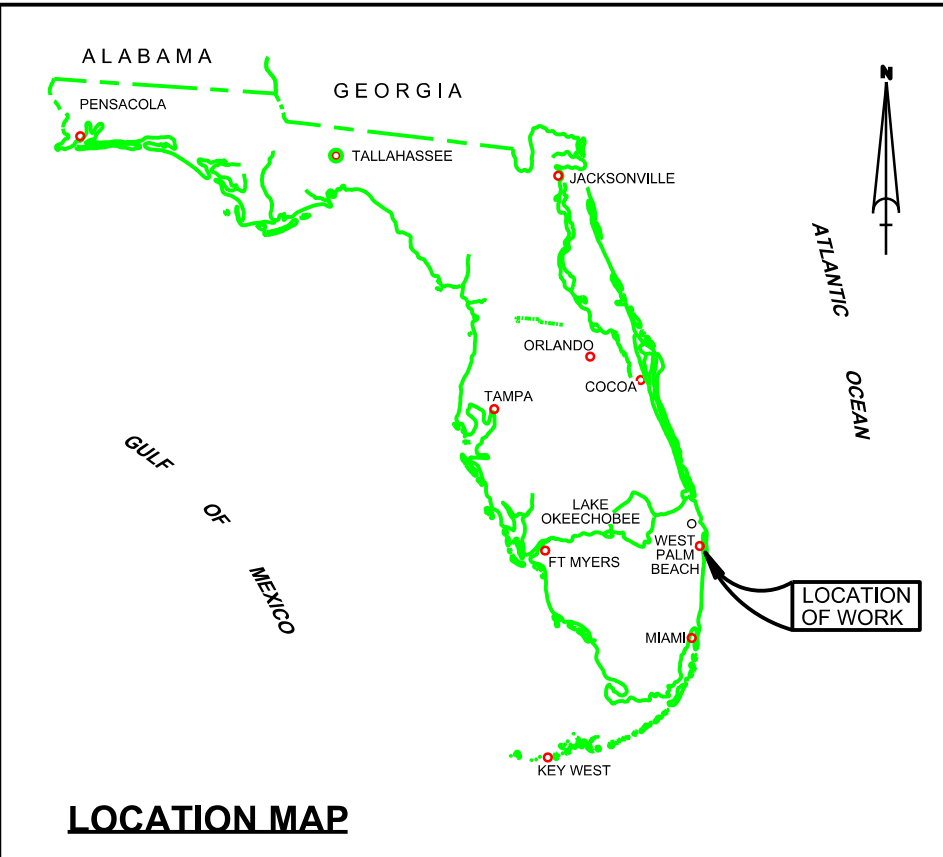 ALABAMA
GEORGIA
N
PENSACOLA
TALLAHASSEE
JACKSONVILLE
ATLANTIC
OCEAN
ORLANDO
COCOA
TAMPA
GULF
OF
MEXICO
LAKE
OKEECHOBEE
WEST
PALM
BEACH
FT MYERS
LOCATION
OF WORK
MIAMI
KEY WEST
LOCATION MAP